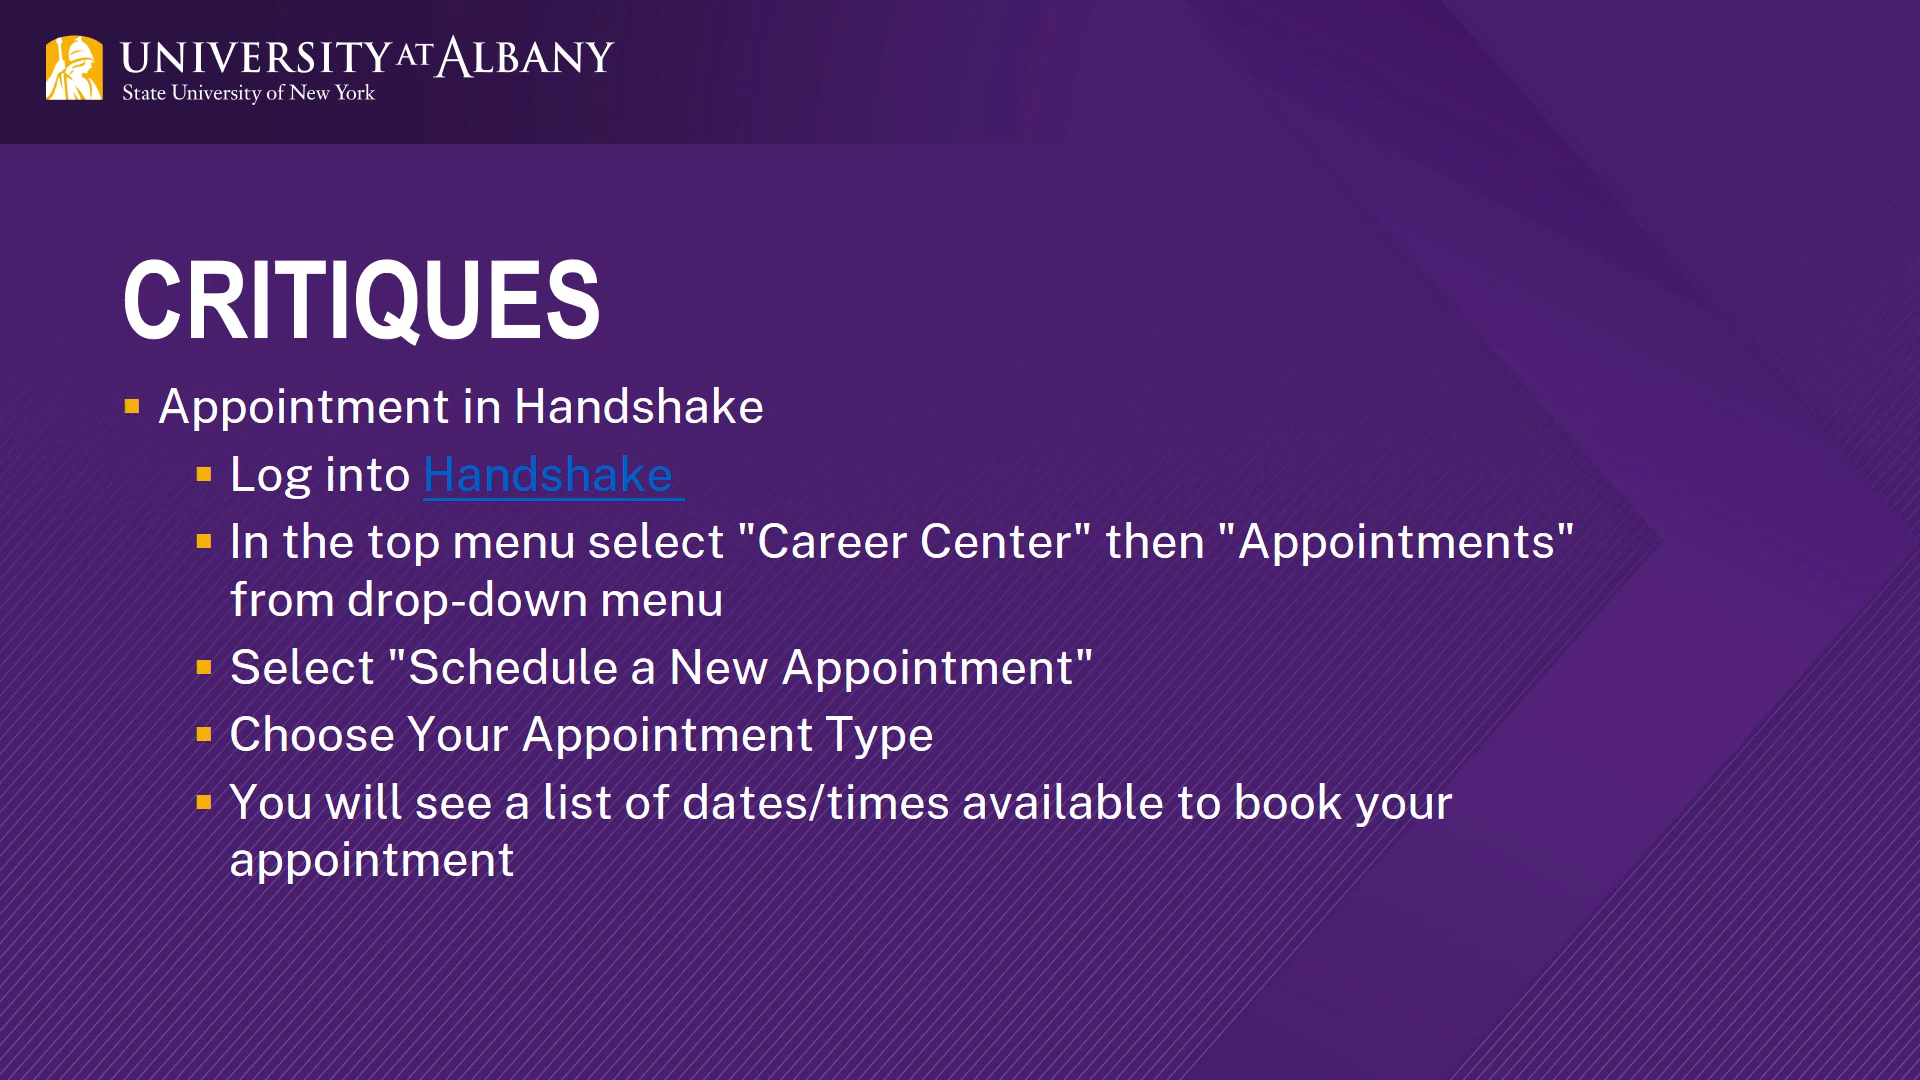 UNIVERSITY AT ALBANY
State University of New York
CRITIQUES
Appointment in Handshake
Log into Handshake
In the top menu select "Career Center" then "Appointments"
from drop-down menu
Select "Schedule a New Appointment"
Choose Your Appointment Type
You will see a list of dates/times available to book your
appointment